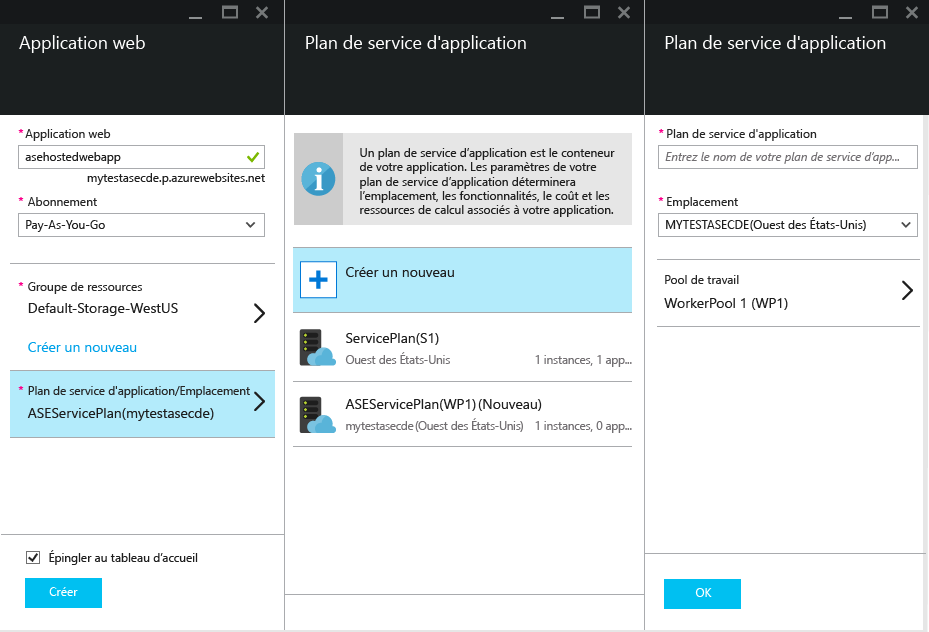 Application web
* Application web
asehostedwebapp
mytestasecde.p.azurewebsites.net
* Abonnement
Pay-As-You-Go
* Groupe de ressources
Default-Storage-WestUS
Créer un nouveau
* Plan de service d'application/Emplacement
ASEServicePlan(mytestasecde)
Épingler au tableau d'accueil
Créer
Plan de service d'application
Un plan de service d'application est le conteneur
de votre application. Les paramètres de votre
plan de service d'application déterminera
l'emplacement, les fonctionnalités, le coût et les
ressources de calcul associés à votre application.
Créer un nouveau
ServicePlan(S1)
Ouest des États-Unis 1 instances, 1 app...
ASEServicePlan(WP1) (Nouveau)
mytestasecde(Ouest des États-Unis) 1 instances, 0 app...
Plan de service d'application
* Plan de service d'application
Entrez le nom de votre plan de service d'app...
* Emplacement
MYTESTASECDE(Ouest des États-Unis)
Pool de travail
WorkerPool 1 (WP1)
OK